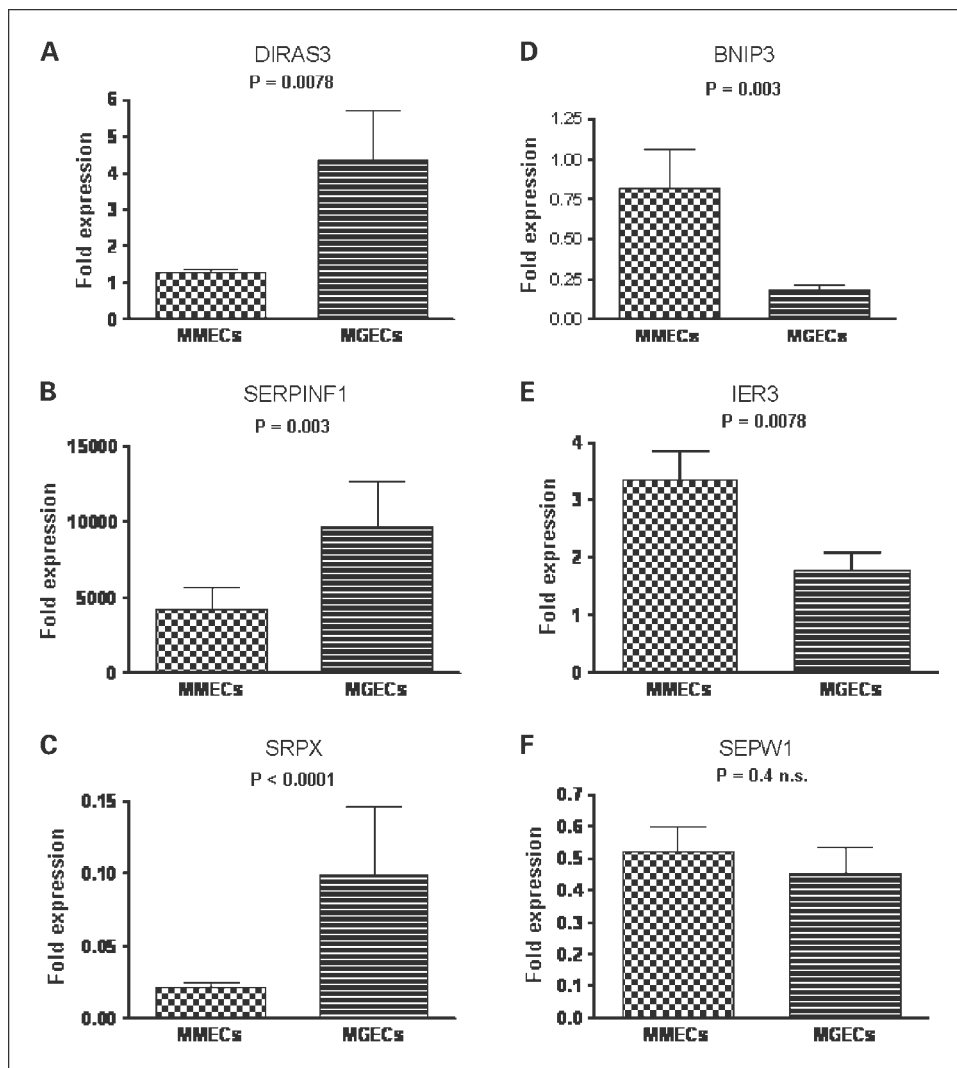 A
DIRAS3
P = 0.0078
Fold expression
6
5
4
3
2
1
0
MMECs
MGECs
B
SERPINF1
P = 0.003
Fold expression
15000
10000
5000
0
MMECs
MGECs
C
SRPX
P < 0.0001
Fold expression
0.15
0.10
0.05
0.00
MMECs
MGECs
D
BNIP3
P = 0.003
Fold expression
1.25
1.00
0.75
0.50
0.25
0.00
MMECs
MGECs
E
IER3
P = 0.0078
Fold expression
4
3
2
1
0
MMECs
MGECs
F
SEPW1
P = 0.4 n.s.
Fold expression
0.7
0.6
0.5
0.4
0.3
0.2
0.1
0.0
MMECs
MGECs